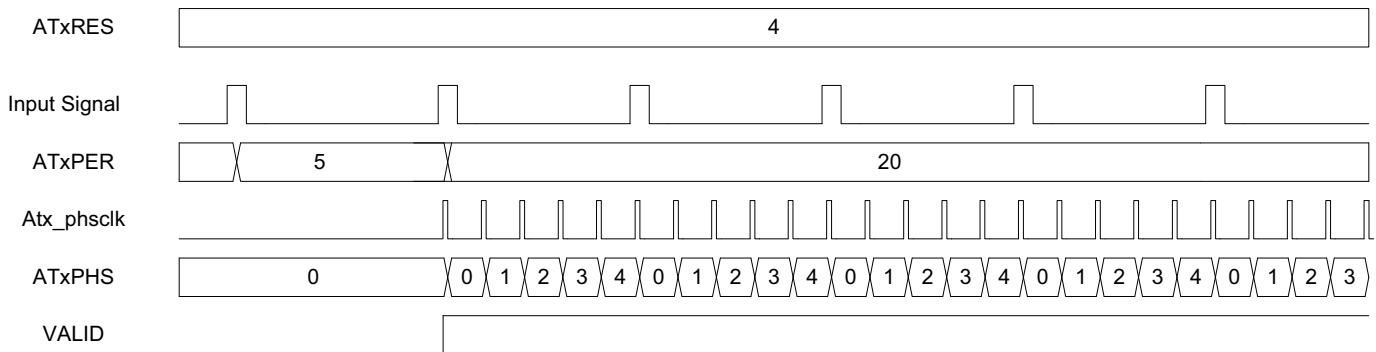 ATxRES 4
Input Signal
ATxPER 5 20
Atx_phsclk
ATxPHS 0 0 1 2 3 4 0 1 2 3 4 0 1 2 3 4 0 1 2 3 4 0 1 2 3
VALID